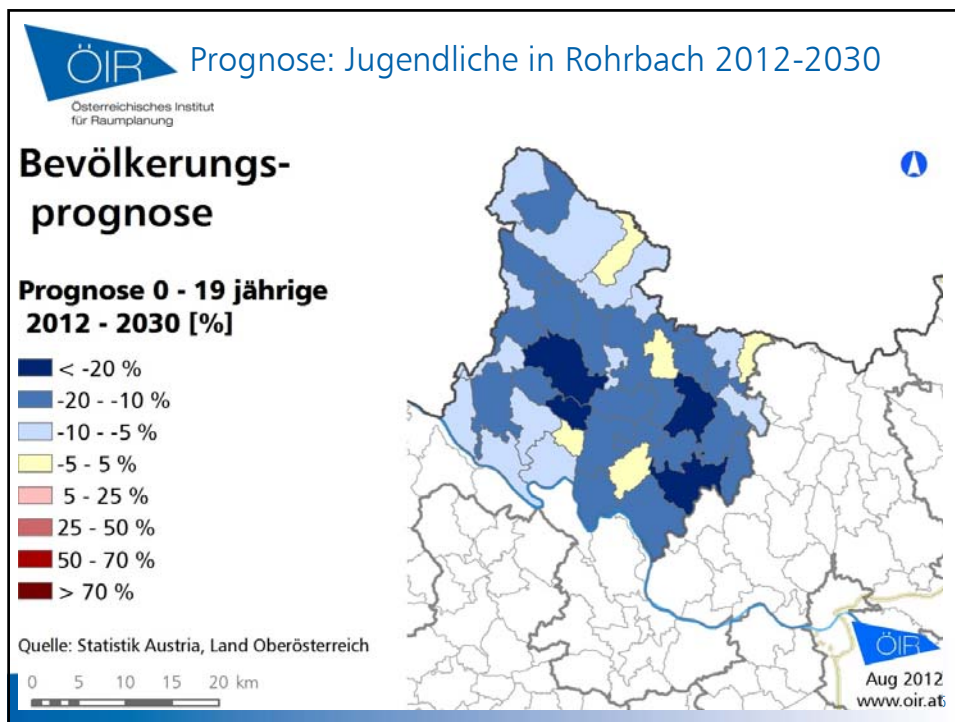 ÖIR
Österreichisches Institut
für Raumplanung
Prognose: Jugendliche in Rohrbach 2012-2030
Bevölkerungs-
prognose
Prognose 0 - 19 jährige
2012 - 2030 [%]
< -20 %
-20 - -10 %
-10 - -5 %
-5 - 5 %
5 - 25 %
25 - 50 %
50 - 70 %
> 70 %
Quelle: Statistik Austria, Land Oberösterreich
0 5 10 15 20 km
ÖIR
Aug 2012
www.oir.at